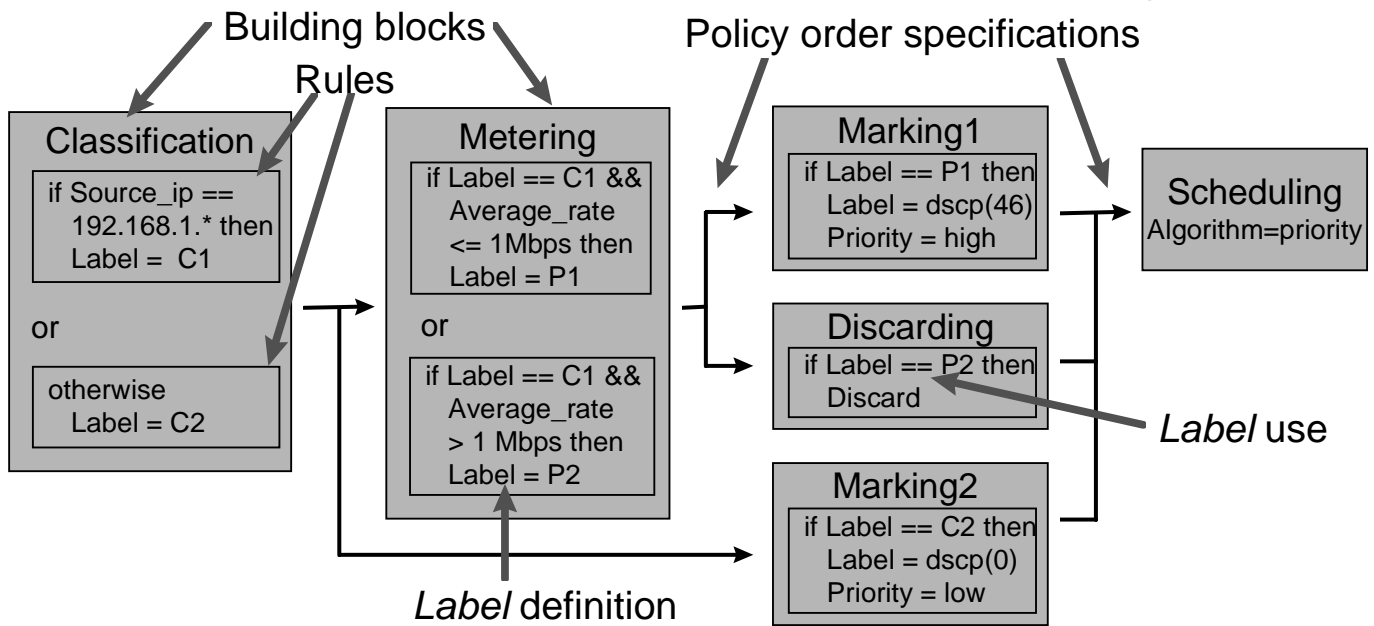 Building blocks
Policy order specifications
Rules
Classification
if Source_ip ==
192.168.1.* then
Label = C1
or
otherwise
Label = C2
Metering
if Label == C1 &&
Average_rate
<= 1Mbps then
Label = P1
or
if Label == C1 &&
Average_rate
> 1 Mbps then
Label = P2
Marking1
if Label == P1 then
Label = dscp(46)
Priority = high
Discarding
if Label == P2 then
Discard
Marking2
if Label == C2 then
Label = dscp(0)
Priority = low
Scheduling
Algorithm=priority
Label use
Label definition